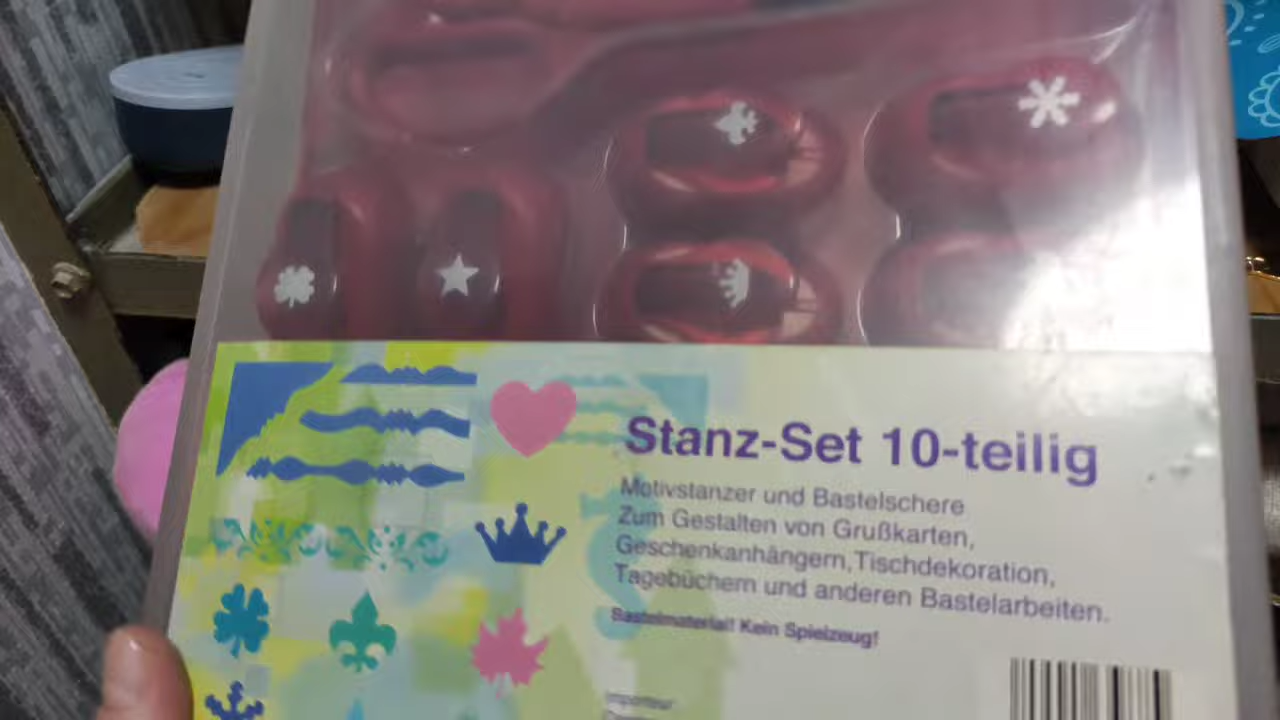 Stanz-Set 10-teilig
Motivstanzer und Bastelschere
Zum Gestalten von Grußkarten,
Geschenkanhängern,Tischdekoration,
Tagebüchern und anderen Bastelarbeiten.
Bastelmaterial! Kein Spielzeug!
Importeur